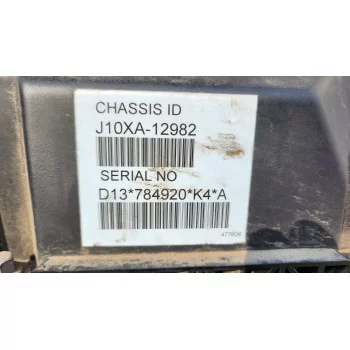 CHASSIS ID
J10XA-12982
SERIAL NO
D13*784920*K4*A